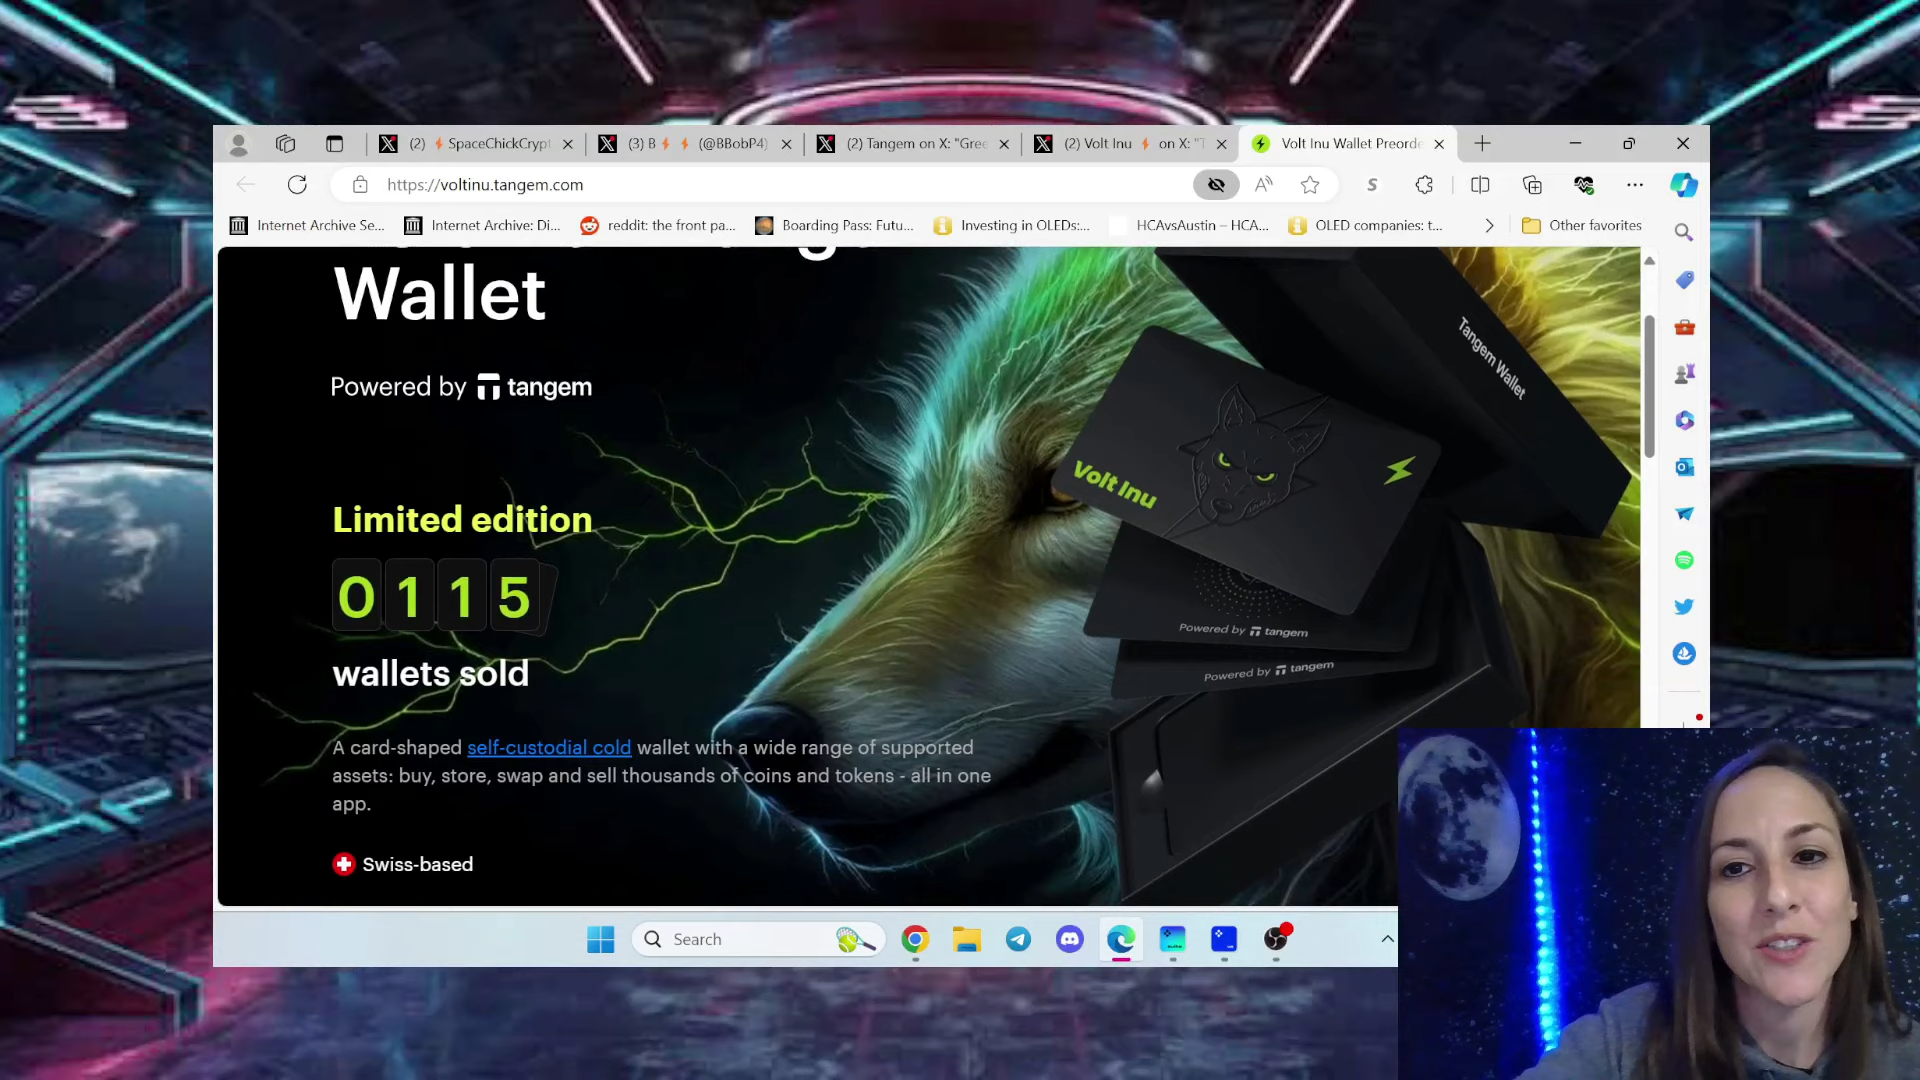 (2) SpaceChickCrypt
(3) B (@BBobP4)
(2) Tangem on X: "Gree
(2) Volt Inu on X: "T
Volt Inu Wallet Preorde
https://voltinu.tangem.com
Internet Archive Se...
Internet Archive: Di...
reddit: the front pa...
Boarding Pass: Futu...
Investing in OLEDs:...
HCAvsAustin – HCA...
OLED companies: t...
Other favorites
Wallet
Powered by tangem
Limited edition
0115
wallets sold
A card-shaped self-custodial cold wallet with a wide range of supported
assets: buy, store, swap and sell thousands of coins and tokens - all in one
app.
Swiss-based
Tangem Wallet
Volt Inu
Powered by tangem
Powered by tangem
Search